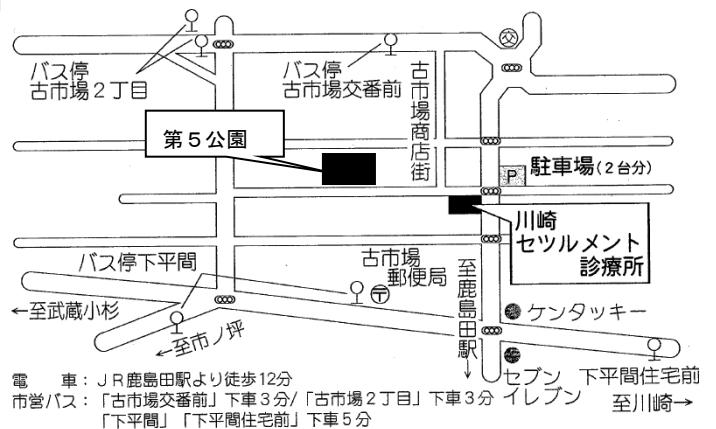 バス停
古市場２丁目
バス停
古市場交番前
交
古市場商店街
第５公園
P
駐車場(２台分)
川崎
セツルメント
診療所
バス停下平間
古市場
郵便局
〒
至鹿島田駅→
←至武蔵小杉
←至市ノ坪
ケンタッキー
セブン
イレブン
下平間住宅前
至川崎→
電　車：ＪＲ鹿島田駅より徒歩12分
市営バス：「古市場交番前」下車３分/「古市場２丁目」下車３分
「下平間」「下平間住宅前」下車５分